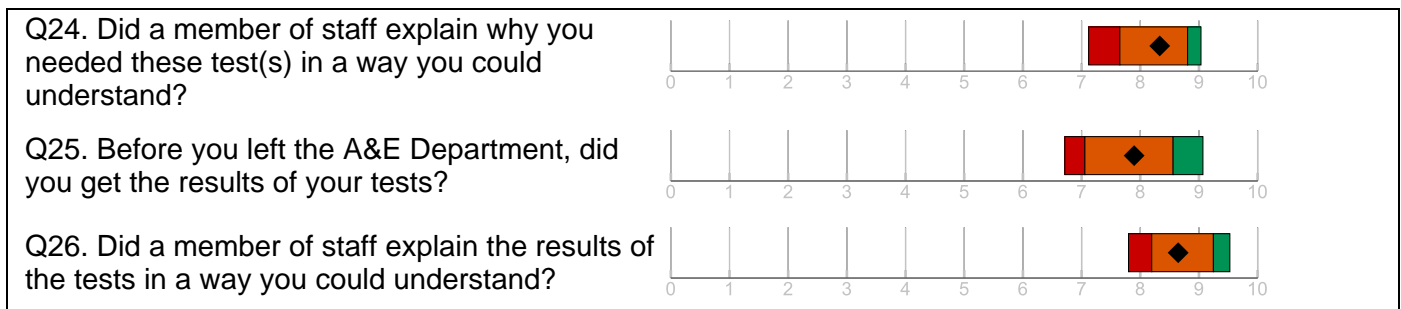 Q24. Did a member of staff explain why you
needed these test(s) in a way you could
understand?
0 1 2 3 4 5 6 7 8 9 10
Q25. Before you left the A&E Department, did
you get the results of your tests?
0 1 2 3 4 5 6 7 8 9 10
Q26. Did a member of staff explain the results of
the tests in a way you could understand?
0 1 2 3 4 5 6 7 8 9 10